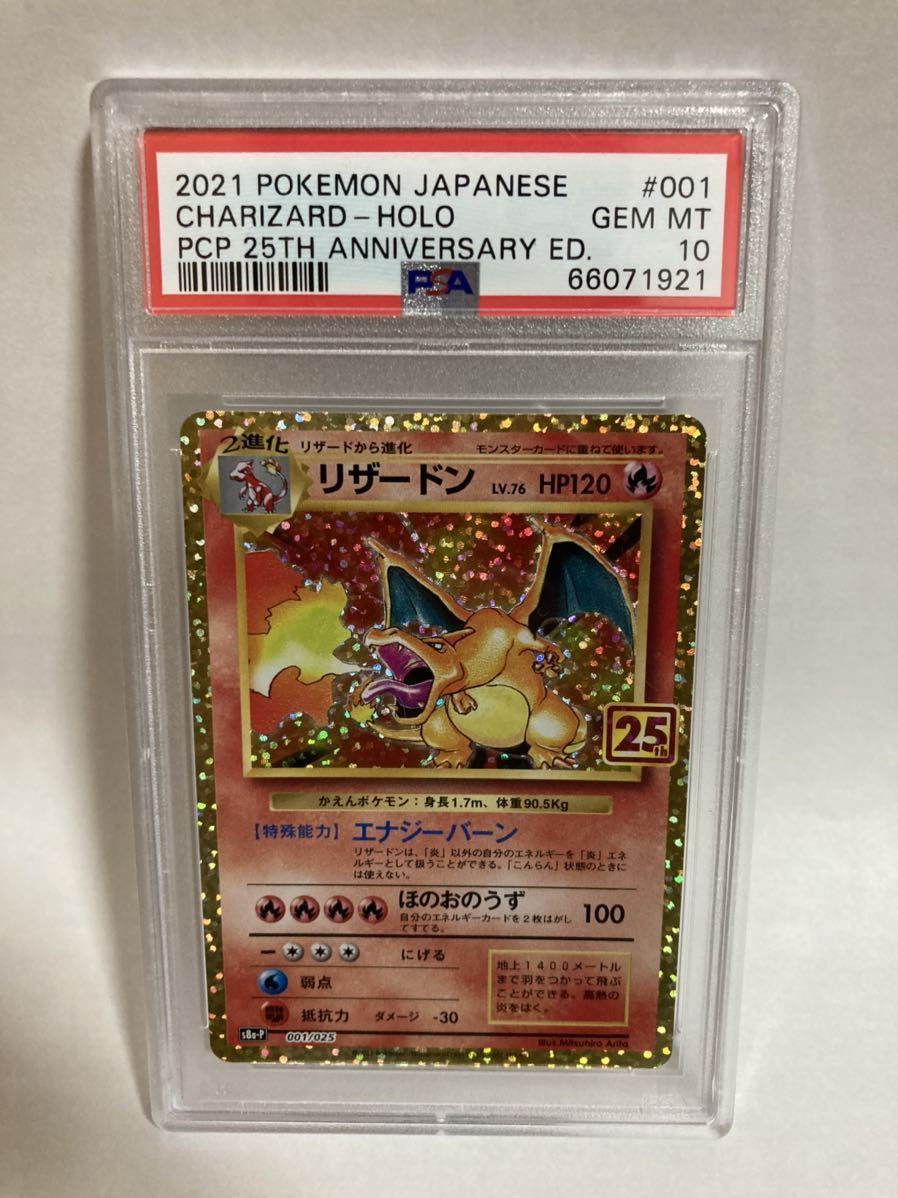 2021 POKEMON JAPANESE #001
CHARIZARD-HOLO GEM MT
PCP 25TH ANNIVERSARY ED. 10
PSA 66071921
2進化 リザードから進化 モンスターカードに重ねて使います。
リザードン LV.76 HP120
25th
かえんポケモン:身長1.7m、体重90.5Kg
【特殊能力】エナジーバーン
リザードンは、「炎」以外の自分のエネルギーを「炎」エネ
ルギーとして扱うことができる。「こんらん」状態のときに
は使えない。
ほのおのうず 100
自分のエネルギーカードを2枚はがし
てすてる。
にげる
弱点
抵抗力 ダメージ -30
地上1400メートル
まで羽をつかって飛ぶ
ことができる。高熱の
炎をはく。
s8a-P 001/025
Illus.Mitsuhiro Arita